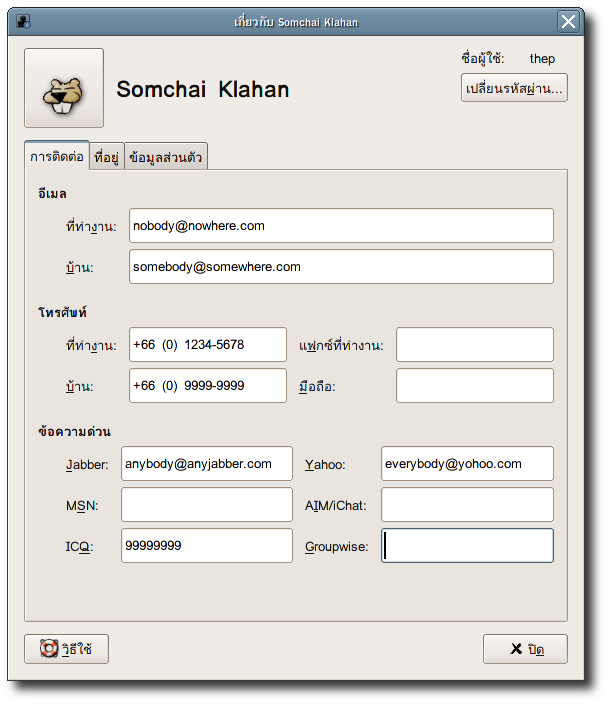 เกี่ยวกับ Somchai Klahan
ชื่อผู้ใช้: thep
Somchai Klahan
เปลี่ยนรหัสผ่าน...
การติดต่อ ที่อยู่ ข้อมูลส่วนตัว
อีเมล
ที่ทำงาน: nobody@nowhere.com
บ้าน: somebody@somewhere.com
โทรศัพท์
ที่ทำงาน: +66 (0) 1234-5678 แฟกซ์ที่ทำงาน:
บ้าน: +66 (0) 9999-9999 มือถือ:
ข้อความด่วน
Jabber: anybody@anyjabber.com Yahoo: everybody@yohoo.com
MSN: AIM/iChat:
ICQ: 99999999 Groupwise:
วิธีใช้ ปิด